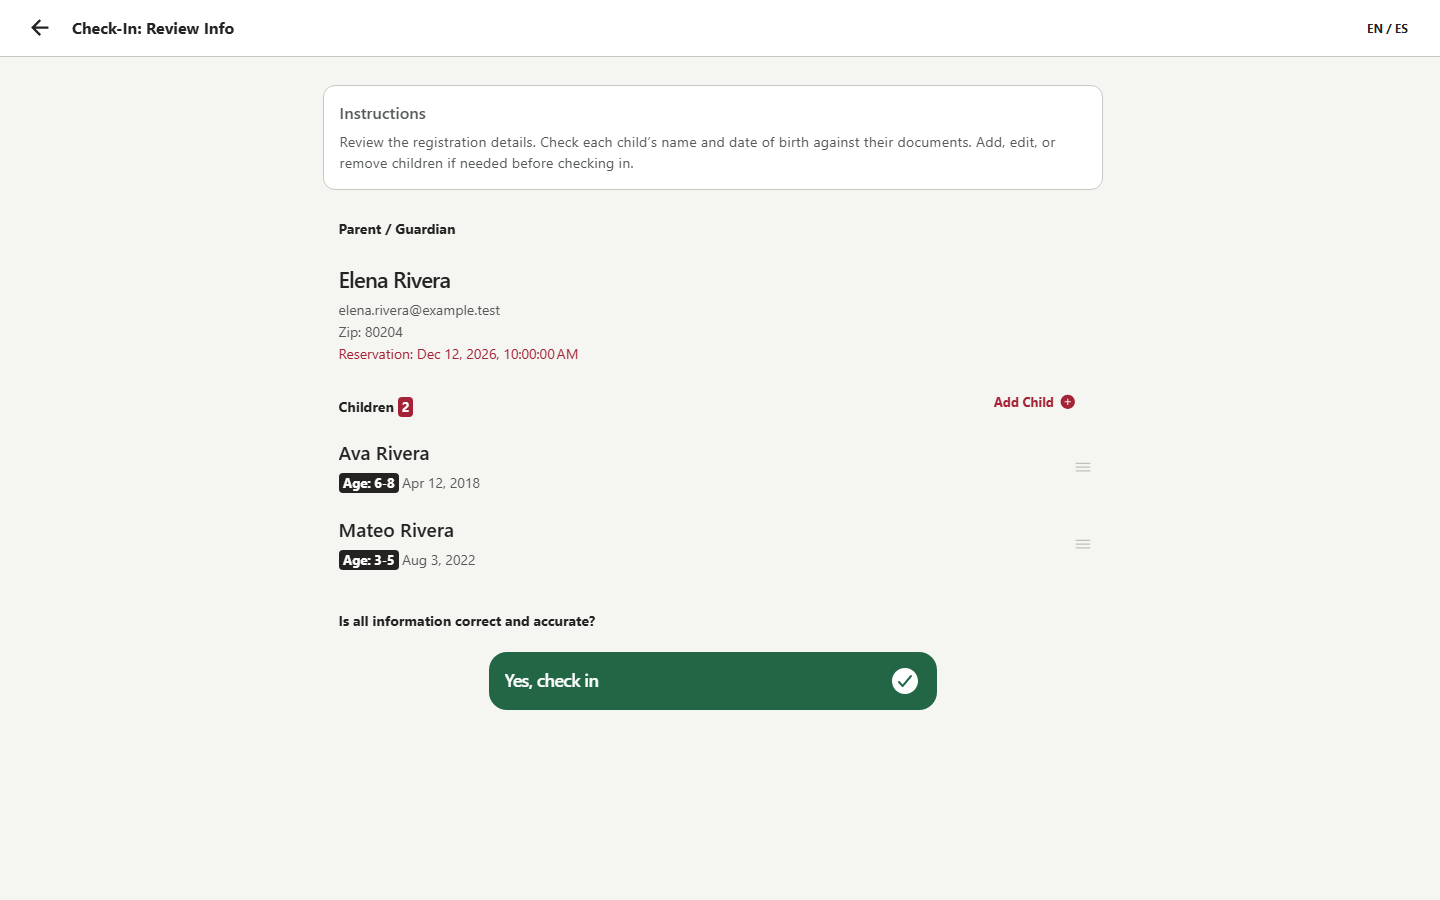 Check-In: Review Info
EN / ES
Instructions
Review the registration details. Check each child's name and date of birth against their documents. Add, edit, or
remove children if needed before checking in.
Parent / Guardian
Elena Rivera
elena.rivera@example.test
Zip: 80204
Reservation: Dec 12, 2026, 10:00:00 AM
Children 2
Add Child
Ava Rivera
Age: 6-8 Apr 12, 2018
Mateo Rivera
Age: 3-5 Aug 3, 2022
Is all information correct and accurate?
Yes, check in